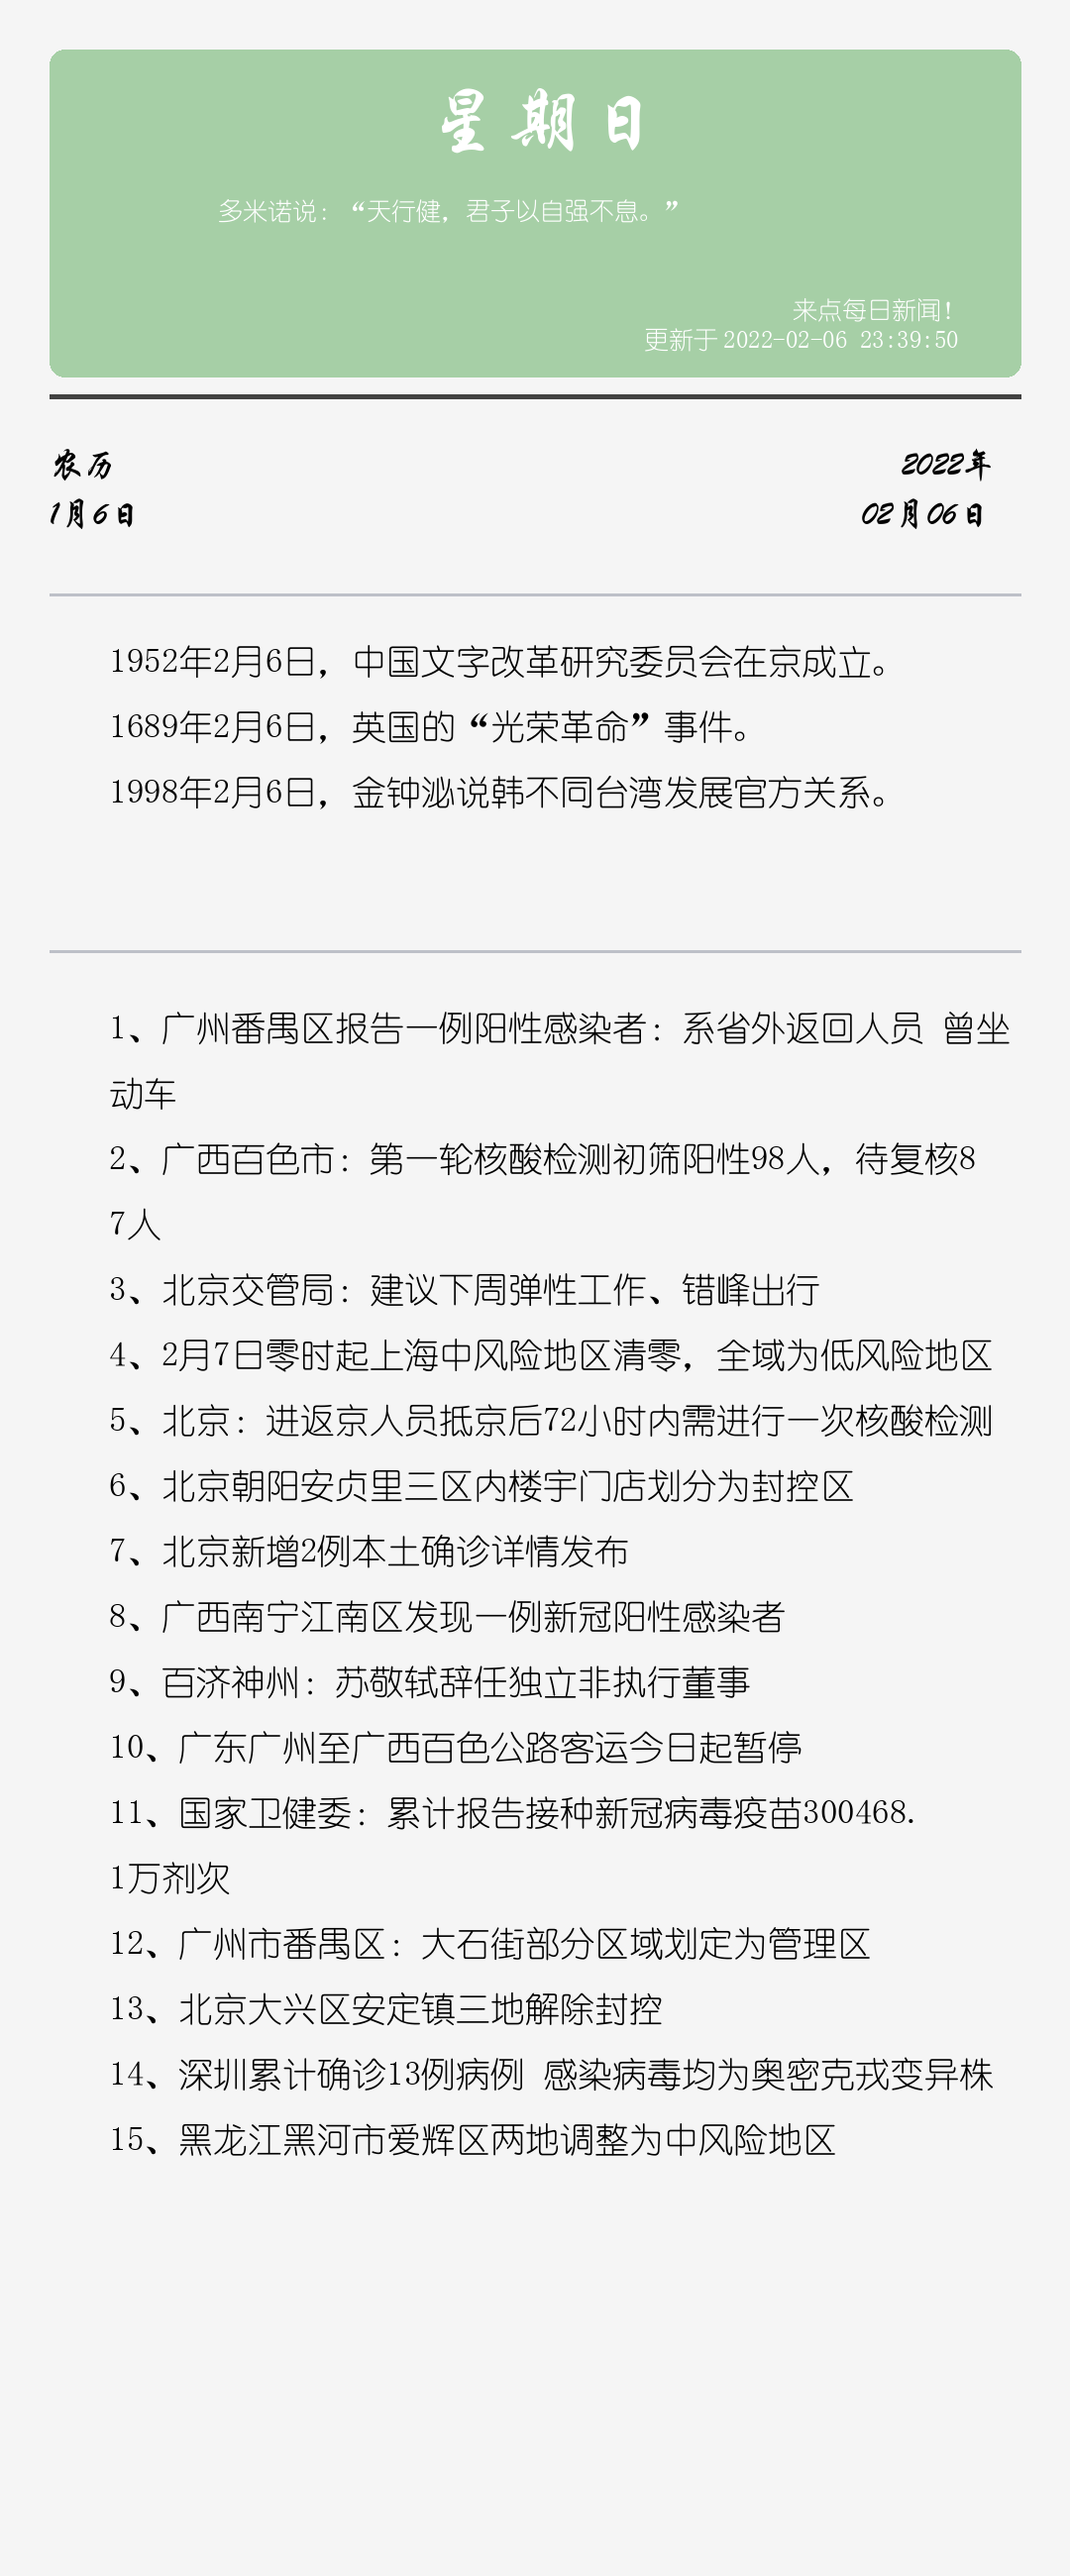 星期日
多米诺说：“天行健，君子以自强不息。”
来点每日新闻！
更新于 2022-02-06 23:39:50
农历
1月6日
2022年
02月06日
1952年2月6日，中国文字改革研究委员会在京成立。
1689年2月6日，英国的“光荣革命”事件。
1998年2月6日，金钟泌说韩不同台湾发展官方关系。
1、广州番禺区报告一例阳性感染者：系省外返回人员 曾坐
动车
2、广西百色市：第一轮核酸检测初筛阳性98人，待复核8
7人
3、北京交管局：建议下周弹性工作、错峰出行
4、2月7日零时起上海中风险地区清零，全域为低风险地区
5、北京：进返京人员抵京后72小时内需进行一次核酸检测
6、北京朝阳安贞里三区内楼宇门店划分为封控区
7、北京新增2例本土确诊详情发布
8、广西南宁江南区发现一例新冠阳性感染者
9、百济神州：苏敬轼辞任独立非执行董事
10、广东广州至广西百色公路客运今日起暂停
11、国家卫健委：累计报告接种新冠病毒疫苗300468.
1万剂次
12、广州市番禺区：大石街部分区域划定为管理区
13、北京大兴区安定镇三地解除封控
14、深圳累计确诊13例病例 感染病毒均为奥密克戎变异株
15、黑龙江黑河市爱辉区两地调整为中风险地区